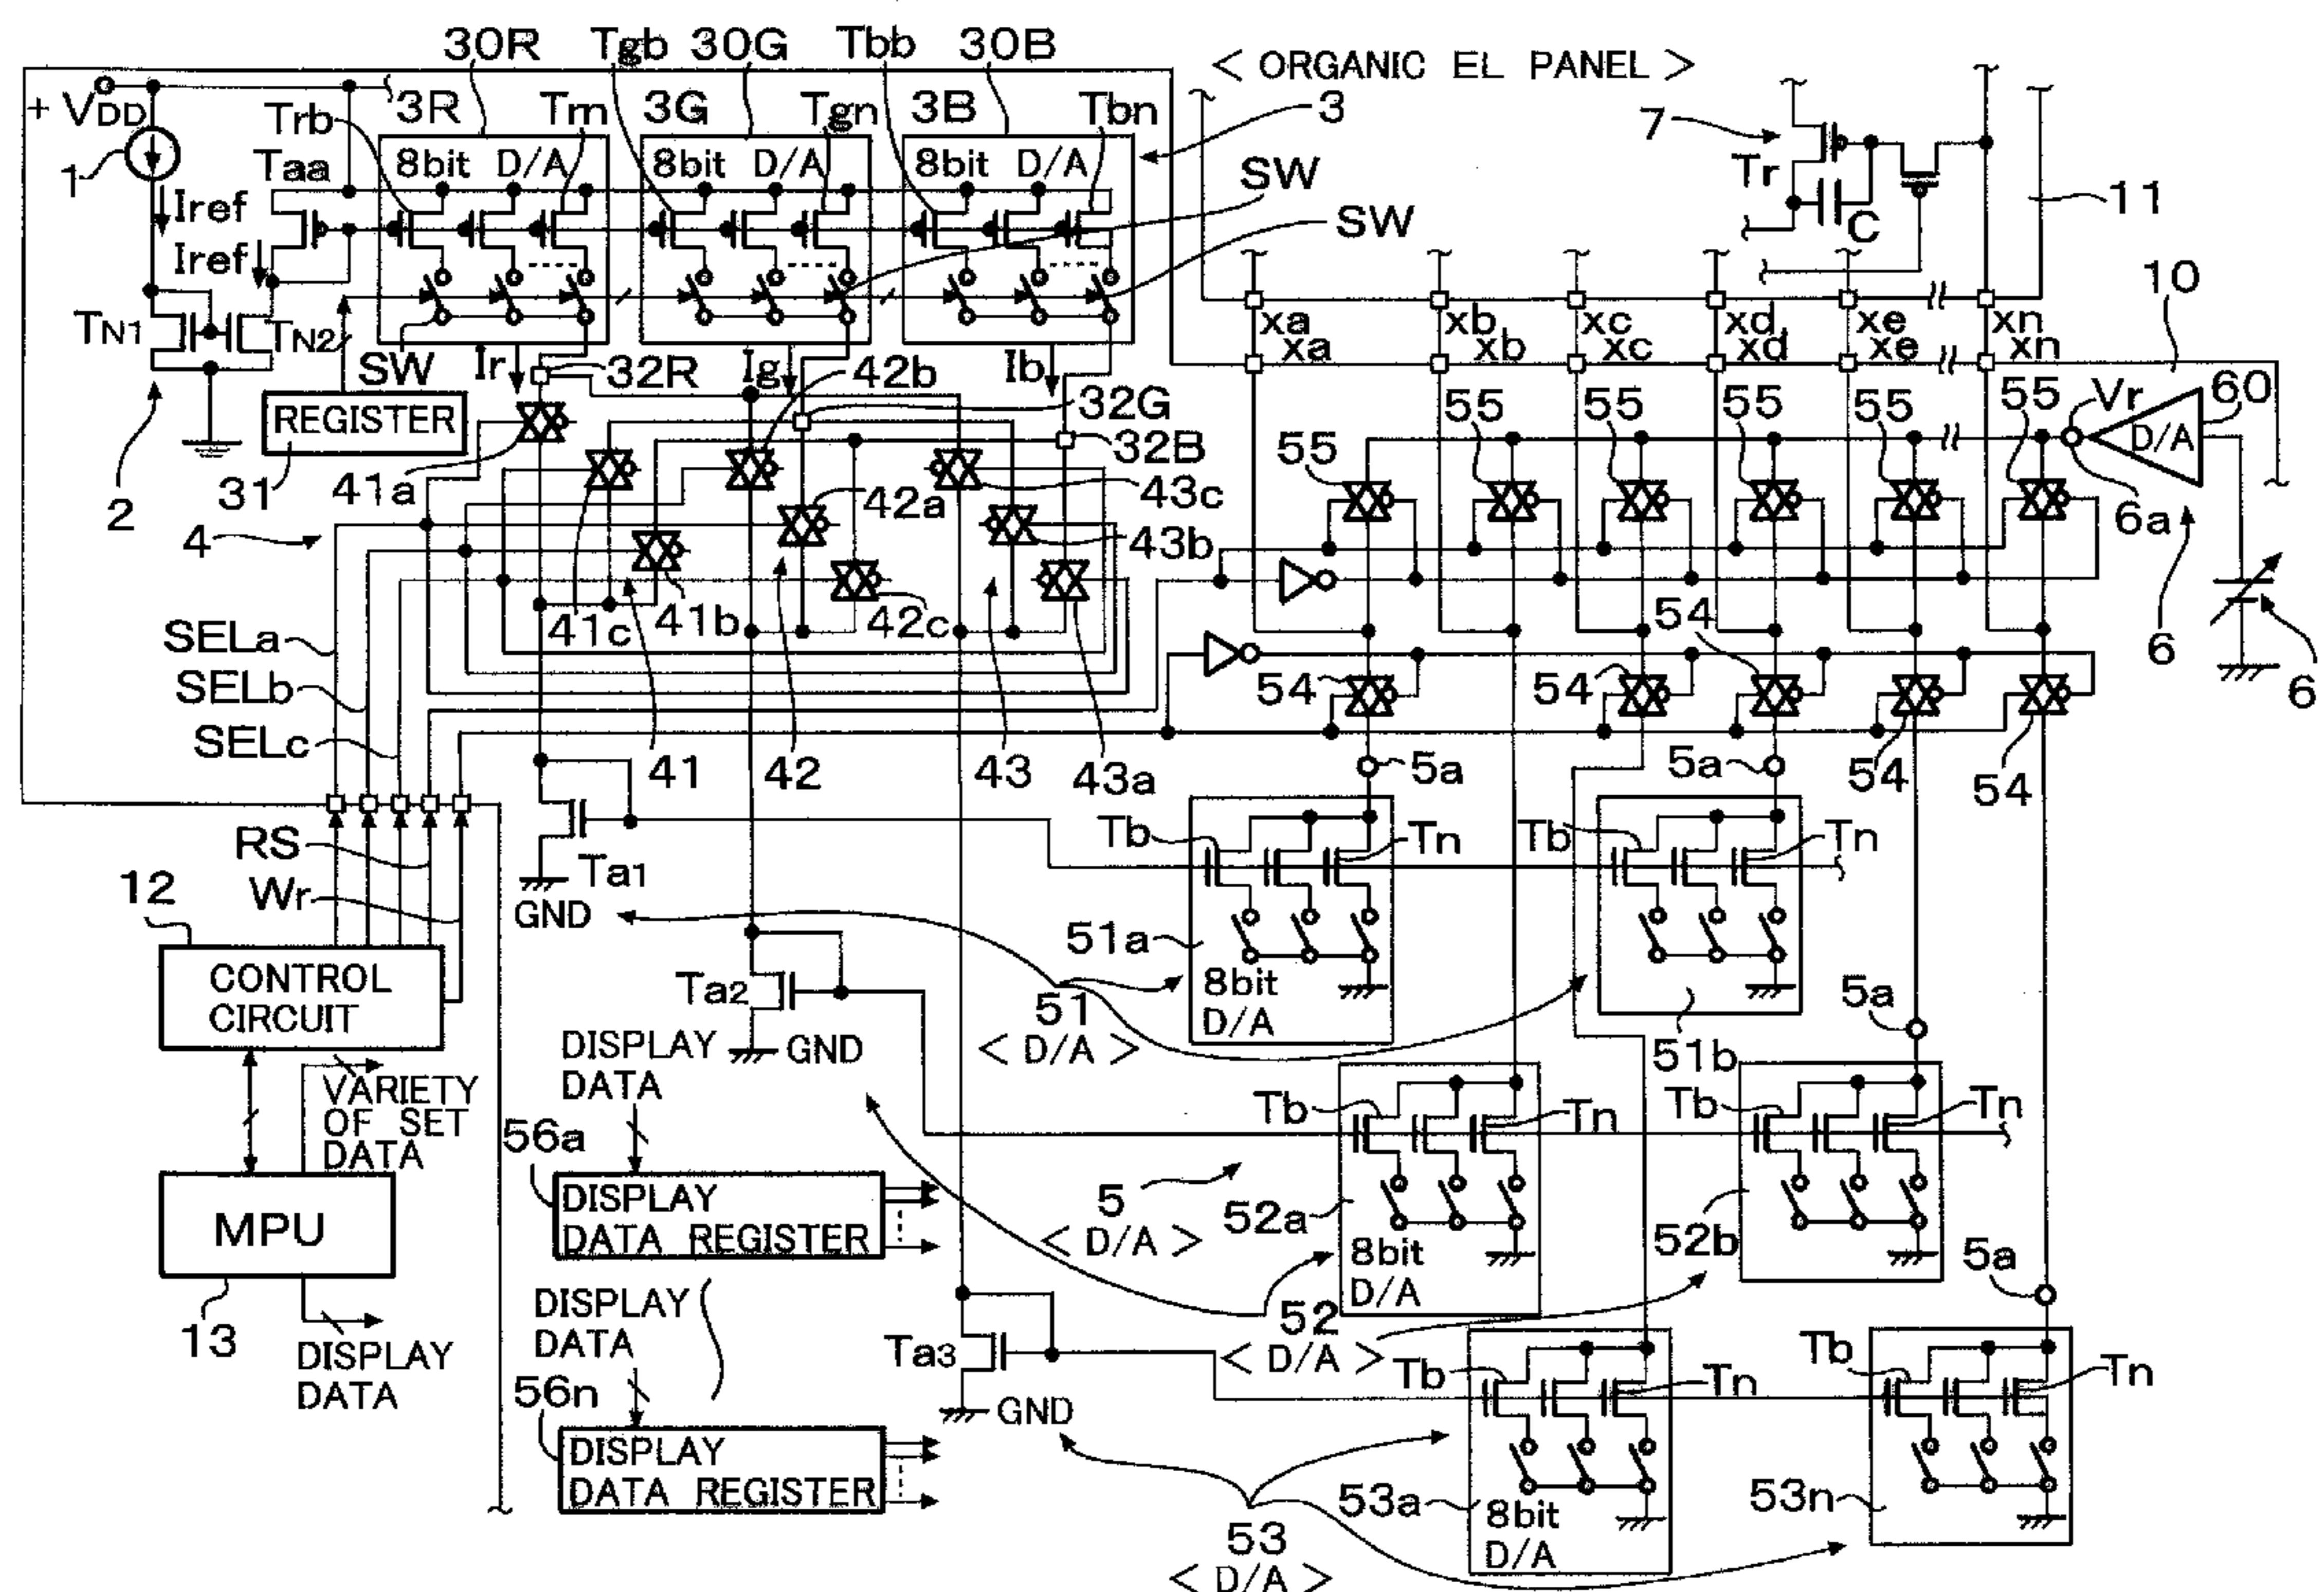 30R Tgb 30G Tbb 30B < ORGANIC EL PANEL >
+ VDD 3R Trn 3G Tgn 3B Tbn 3
Trb
8bit D/A 8bit D/A 8bit D/A
1 Taa SW 7 Tr 11
Iref SW C
Iref
TN1 TN2 SW Ir 32R Ig 42b Ib
xa xb xc xd xe xn 10
xa xb xc xd xe xn
REGISTER 32G 55 55 55 55 55 Vr 60
32B D/A
2 31 41a 43c 55
42a 6a
4 43b
41c 41b 42c 54 6 6
SELa
SELb 54 54
SELc 41 42 43 43a 5a 5a 54 54
RS Tb Tn Tb Tn
12 Wr Ta1
GND
CONTROL
CIRCUIT
51a
Ta2 8bit
D/A
51
< D/A >
5a
51b
DISPLAY
DATA
GND
VARIETY
OF SET
DATA
Tb Tn Tb Tn
56a
DISPLAY
DATA REGISTER
5
< D/A >
52a 52b
8bit
D/A
MPU
5a
13 DISPLAY
DATA
DISPLAY
DATA
52
< D/A >
Ta3 Tb Tn Tb Tn
56n GND
DISPLAY
DATA REGISTER
53a 53n
8bit
D/A
53
< D/A >